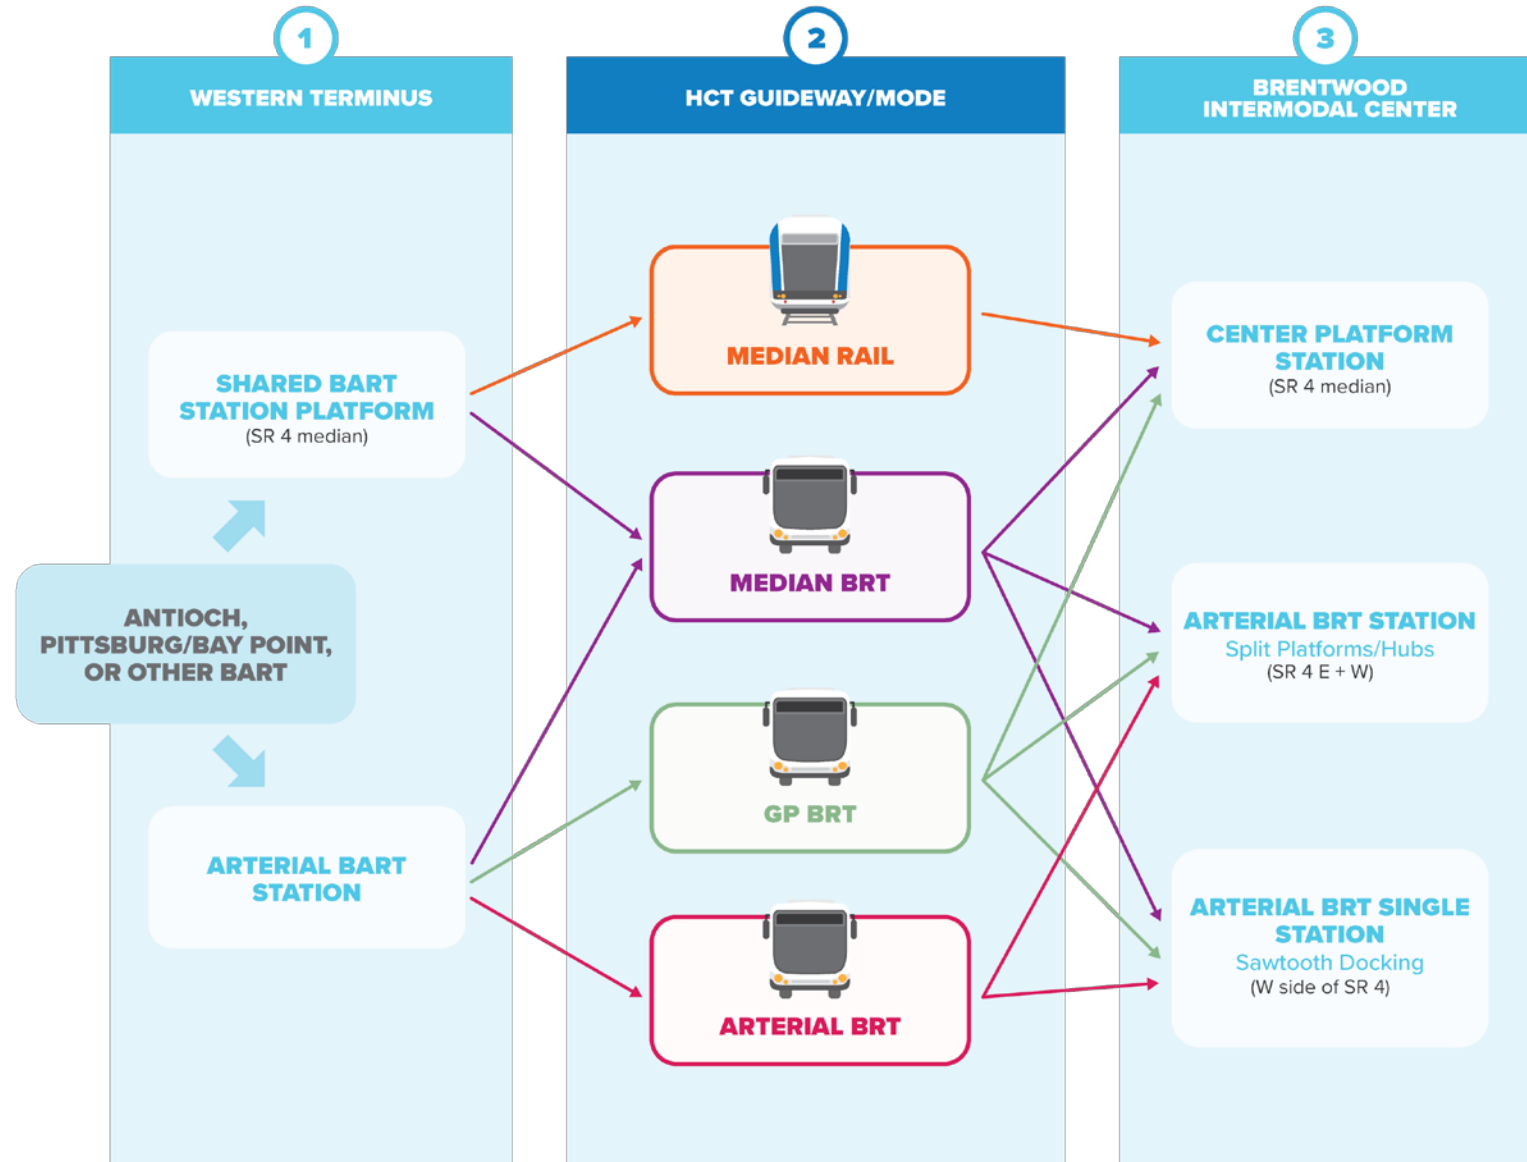 1
WESTERN TERMINUS
SHARED BART
STATION PLATFORM
(SR 4 median)
ANTIOCH,
PITTSBURG/BAY POINT,
OR OTHER BART
ARTERIAL BART
STATION
2
HCT GUIDEWAY/MODE
MEDIAN RAIL
MEDIAN BRT
GP BRT
ARTERIAL BRT
3
BRENTWOOD
INTERMODAL CENTER
CENTER PLATFORM
STATION
(SR 4 median)
ARTERIAL BRT STATION
Split Platforms/Hubs
(SR 4 E + W)
ARTERIAL BRT SINGLE
STATION
Sawtooth Docking
(W side of SR 4)